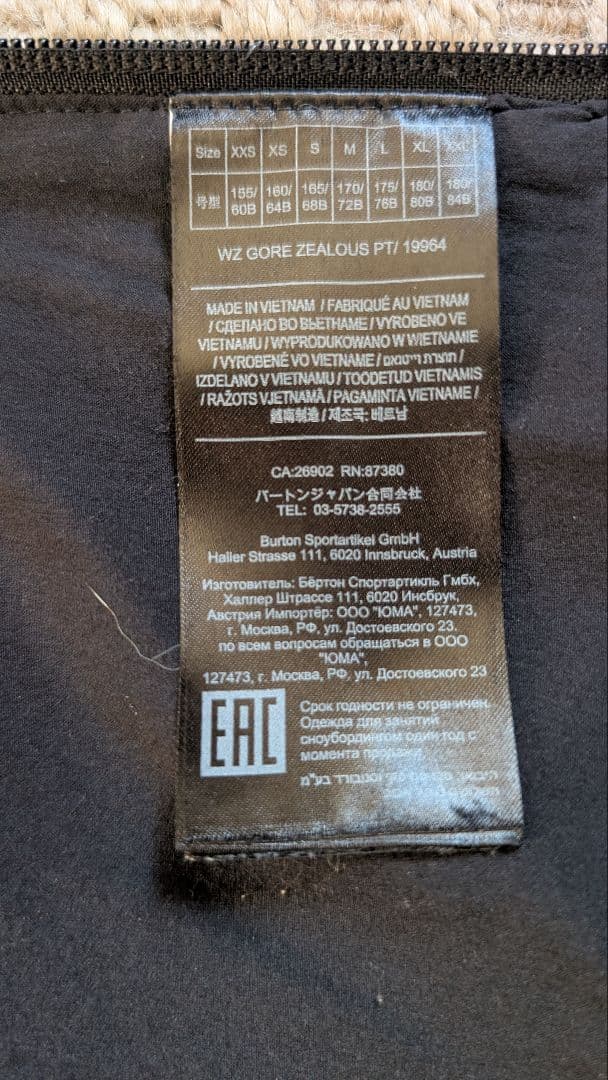 Size XXS XS S M L XL XXL
号型 155/60B 160/64B 165/68B 170/72B 175/76B 180/80B 180/84B
WZ GORE ZEALOUS PT/ 19964
MADE IN VIETNAM / FABRIQUÉ AU VIETNAM
/ СДЕЛАНО ВО ВЬЕТНАМЕ / VYROBENO VE
VIETNAMU / WYPRODUKOWANO W WIETNAMIE
/ VYROBENÉ VO VIETNAME / תוצרת וייטנאם /
IZDELANO V VIETNAMU / TOODETUD VIETNAMIS
/ RAŽOTS VJETNAMĀ / PAGAMINTA VIETNAME /
越南制造 / 제조국: 베트남
CA:26902 RN:87380
バートンジャパン合同会社
TEL: 03-5738-2555
Burton Sportartikel GmbH
Haller Strasse 111, 6020 Innsbruck, Austria
Изготовитель: Бёртон Спортартикль Гмбх,
Халлер Штрассе 111, 6020 Инсбрук,
Австрия Импортёр: ООО "ЮМА", 127473,
г. Москва, РФ, ул. Достоевского 23.
по всем вопросам обращаться в ООО
"ЮМА",
127473, г. Москва, РФ, ул. Достоевского 23
EAC
Срок годности не ограничен.
Одежда для занятий
сноубордингом один год с
момента продажи
היבואן: סקי וסנובורד בע"מ